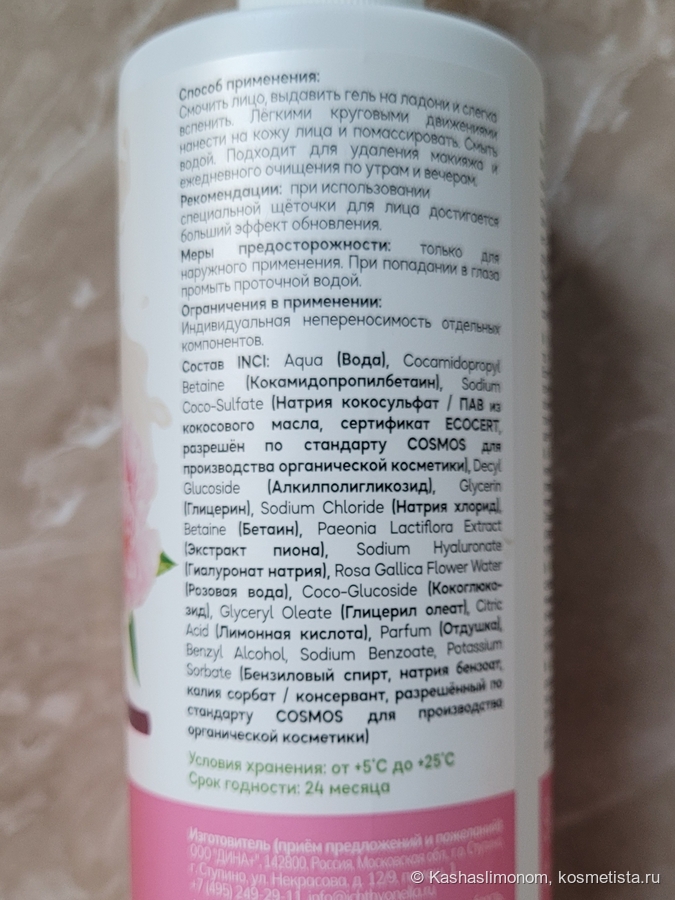 Способ применения:
Смочить лицо, выдавить гель на ладони и слегка
вспенить. Лёгкими круговыми движениями
нанести на кожу лица и помассировать. Смыть
водой. Подходит для удаления макияжа и
ежедневного очищения по утрам и вечерам.
Рекомендации: при использовании
специальной щёточки для лица достигается
больший эффект обновления.
Меры предосторожности: только для
наружного применения. При попадании в глаза
промыть проточной водой.
Ограничения в применении:
Индивидуальная непереносимость отдельных
компонентов.
Состав INCI: Aqua (Вода), Cocamidopropyl
Betaine (Кокамидопропилбетаин), Sodium
Coco-Sulfate (Натрия кокосульфат / ПАВ из
кокосового масла, сертификат ECOCERT,
разрешён по стандарту COSMOS для
производства органической косметики), Decyl
Glucoside (Алкилполигликозид), Glycerin
(Глицерин), Sodium Chloride (Натрия хлорид),
Betaine (Бетаин), Paeonia Lactiflora Extract
(Экстракт пиона), Sodium Hyaluronate
(Гиалуронат натрия), Rosa Gallica Flower Water
(Розовая вода), Coco-Glucoside (Кокоглюко-
зид), Glyceryl Oleate (Глицерил олеат), Citric
Acid (Лимонная кислота), Parfum (Отдушка),
Benzyl Alcohol, Sodium Benzoate, Potassium
Sorbate (Бензиловый спирт, натрия бензоат,
калия сорбат / консервант, разрешённый по
стандарту COSMOS для производства
органической косметики)
Условия хранения: от +5°С до +25°С
Срок годности: 24 месяца
Изготовитель (приём предложений и пожеланий)
ООО "ДИНА+", 142800, Россия, Московская обл., г.о. Ступино
г.Ступино, ул. Некрасова, д. 12/9,
+7 (495) 249-29-11, info@ichthyonella.ru
© Kashaslimonom, kosmetista.ru